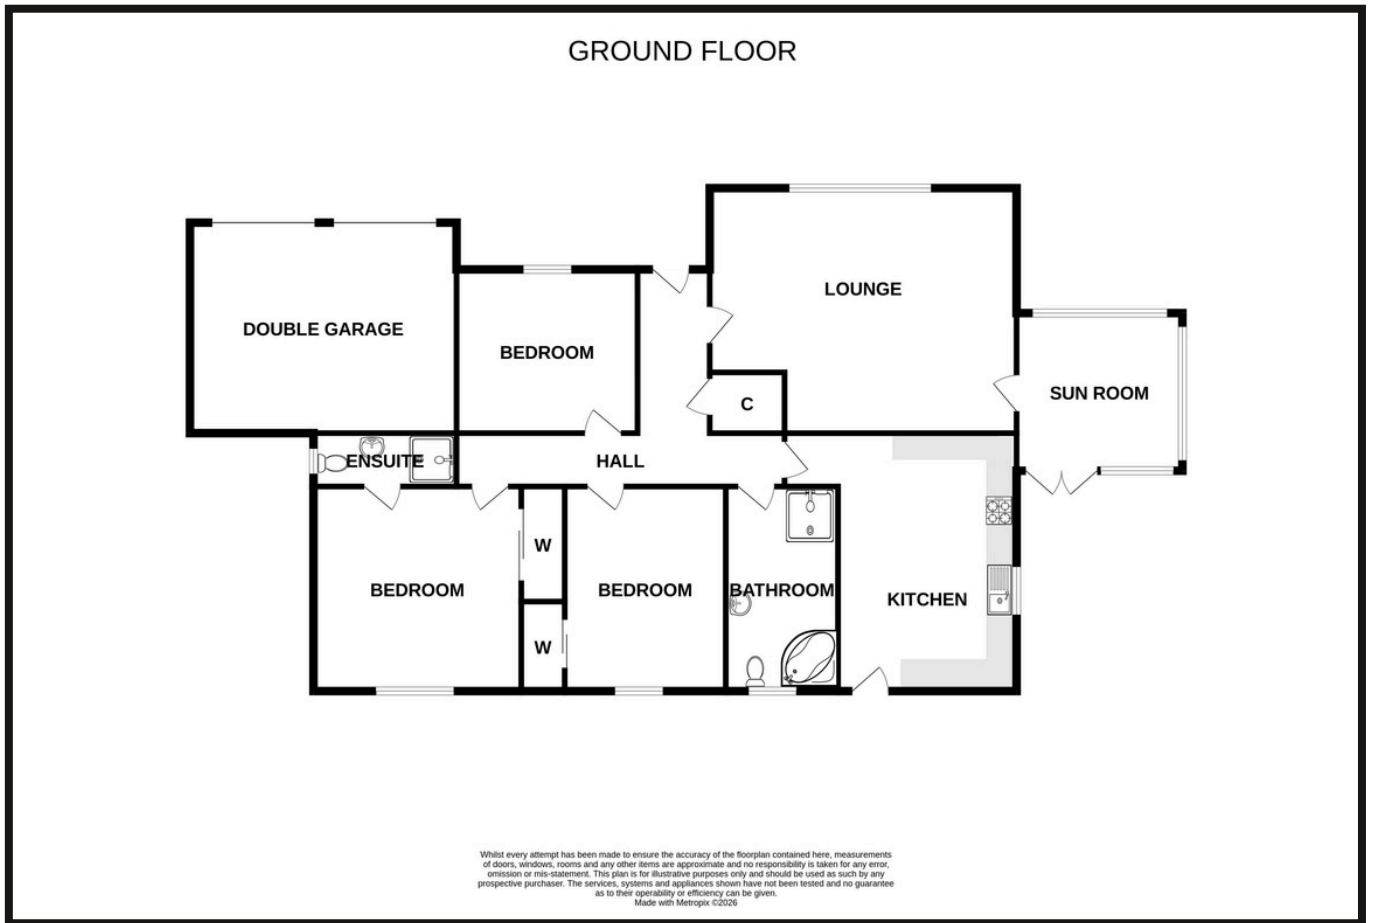 GROUND FLOOR
LOUNGE
DOUBLE GARAGE
BEDROOM
SUN ROOM
C
ENSUITE
HALL
W
BEDROOM
BEDROOM
BATHROOM
KITCHEN
W
Whilst every attempt has been made to ensure the accuracy of the floorplan contained here, measurements
of doors, windows, rooms and any other items are approximate and no responsibility is taken for any error,
omission or mis-statement. This plan is for illustrative purposes only and should be used as such by any
prospective purchaser. The services, systems and appliances shown have not been tested and no guarantee
as to their operability or efficiency can be given.
Made with Metropix ©2026